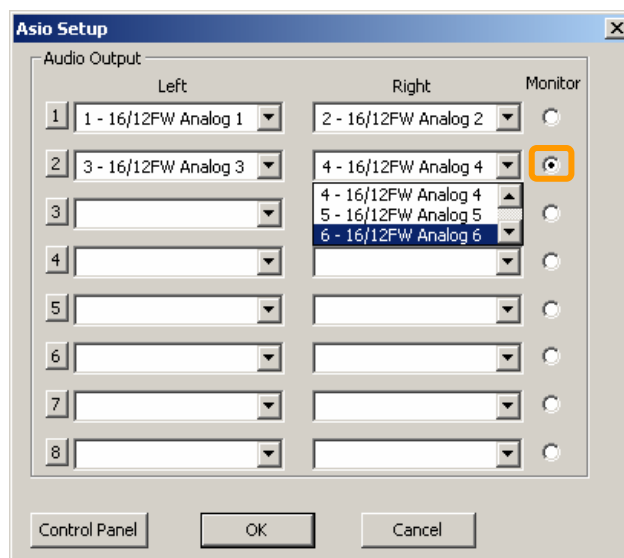 Asio Setup
Audio Output
Left Right Monitor
1 1 - 16/12FW Analog 1 2 - 16/12FW Analog 2
2 3 - 16/12FW Analog 3 4 - 16/12FW Analog 4
4 - 16/12FW Analog 4
3 5 - 16/12FW Analog 5
6 - 16/12FW Analog 6
4
5
6
7
8
Control Panel OK Cancel